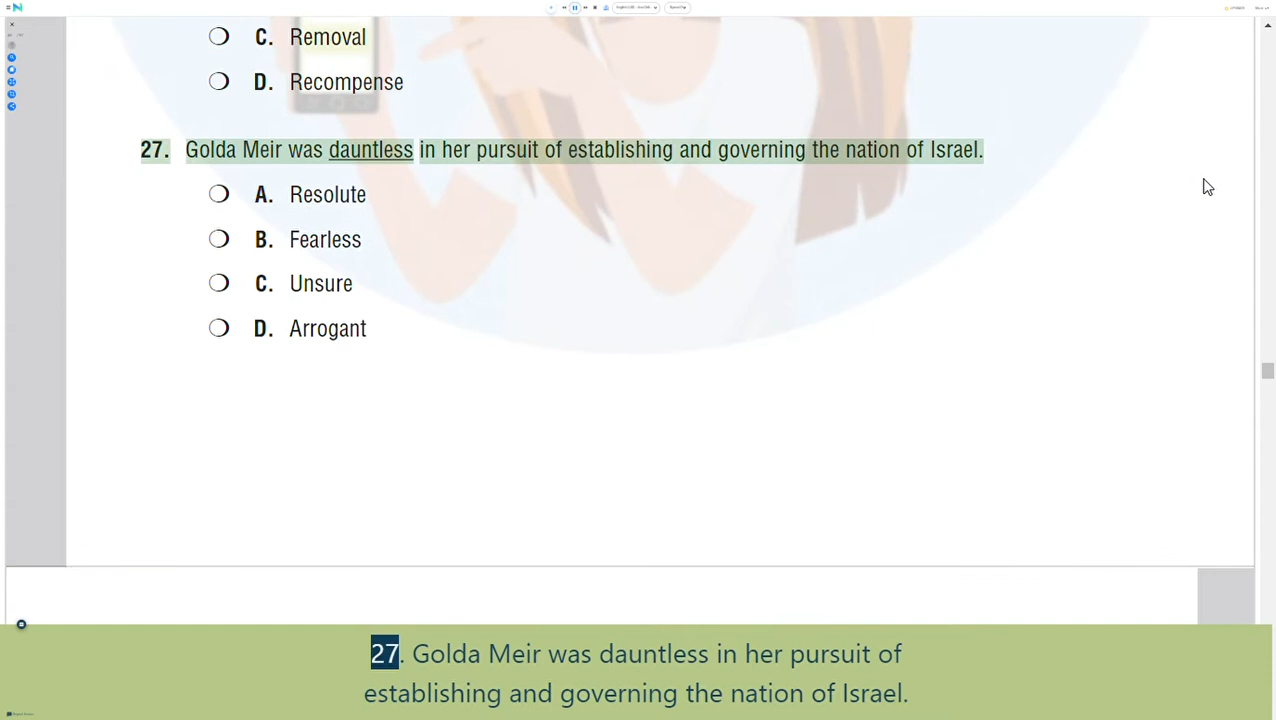 C. Removal
D. Recompense
27. Golda Meir was dauntless in her pursuit of establishing and governing the nation of Israel.
A. Resolute
B. Fearless
C. Unsure
D. Arrogant
27. Golda Meir was dauntless in her pursuit of
establishing and governing the nation of Israel.